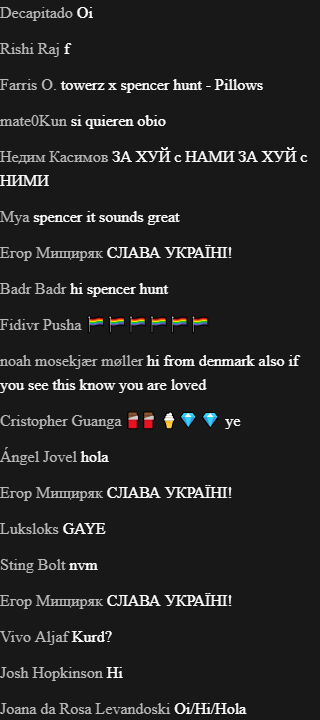 Decapitado Oi
Rishi Raj f
Farris O. towerz x spencer hunt - Pillows
mate0Kun si quieren obio
Недим Касимов ЗА ХУЙ с НАМИ ЗА ХУЙ с
НИМИ
Mya spencer it sounds great
Егор Мищиряк СЛАВА УКРАЇНІ!
Badr Badr hi spencer hunt
Fidivr Pusha 🏳️‍🌈🏳️‍🌈🏳️‍🌈🏳️‍🌈🏳️‍🌈🏳️‍🌈
noah mosekjær møller hi from denmark also if
you see this know you are loved
Cristopher Guanga 🍫🍫🍦💎💎 ye
Ángel Jovel hola
Егор Мищиряк СЛАВА УКРАЇНІ!
Luksloks GAYE
Sting Bolt nvm
Егор Мищиряк СЛАВА УКРАЇНІ!
Vivo Aljaf Kurd?
Josh Hopkinson Hi
Joana da Rosa Levandoski Oi/Hi/Hola